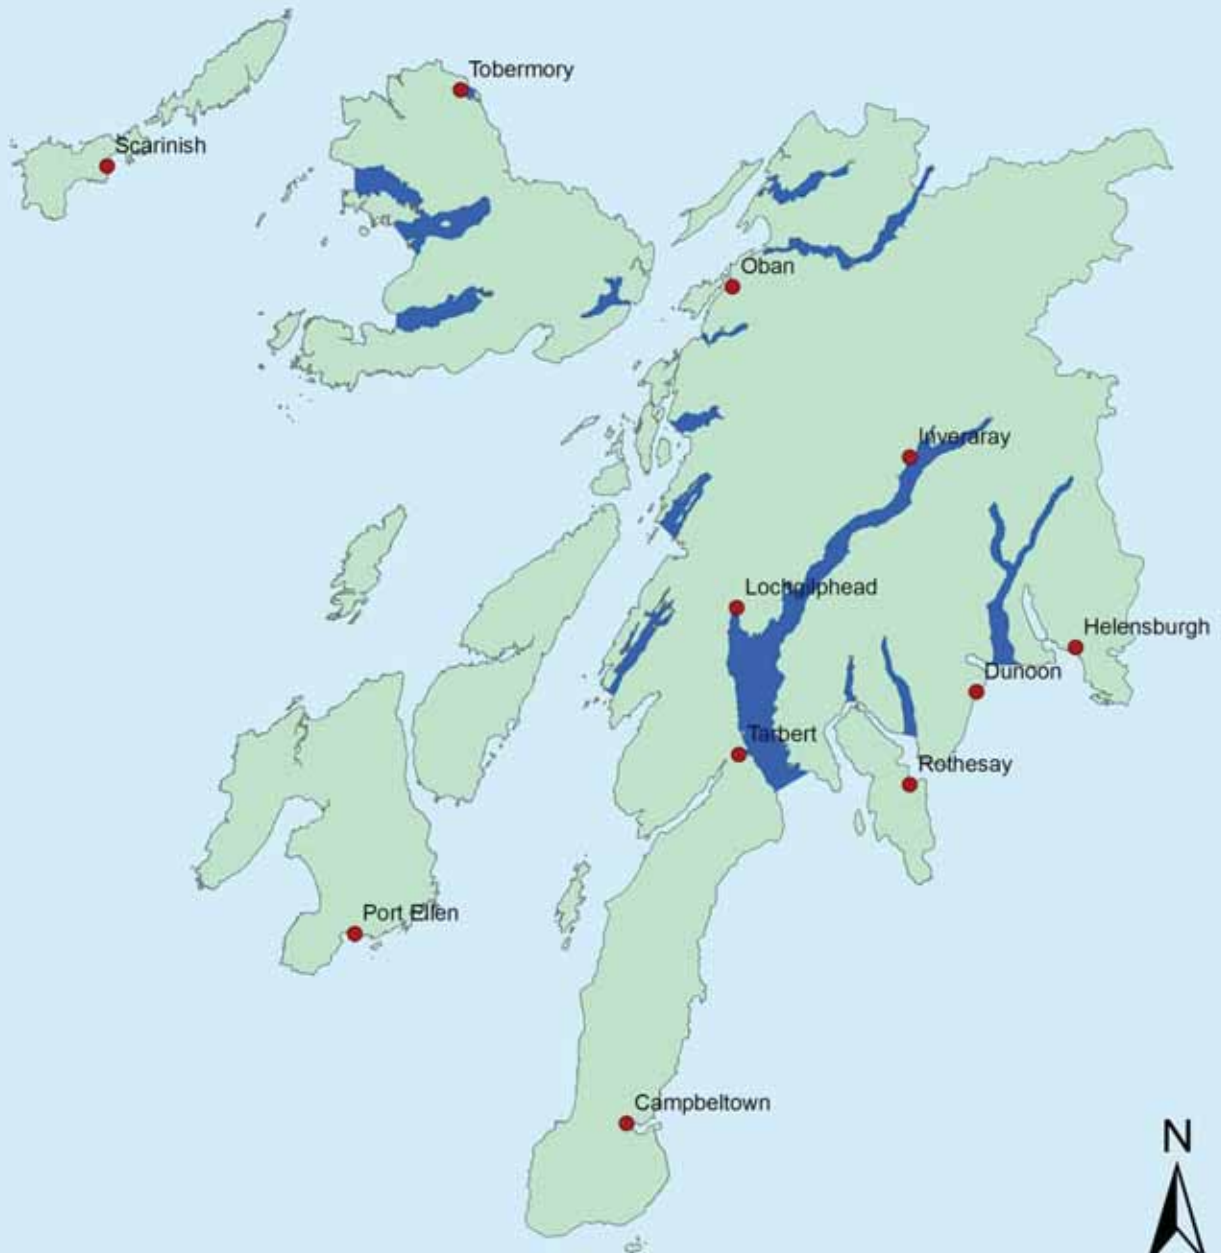 Tobermory
Scarinish
Oban
Inveraray
Lochgilphead
Helensburgh
Dunoon
Tarbert
Rothesay
Port Ellen
Campbeltown
N